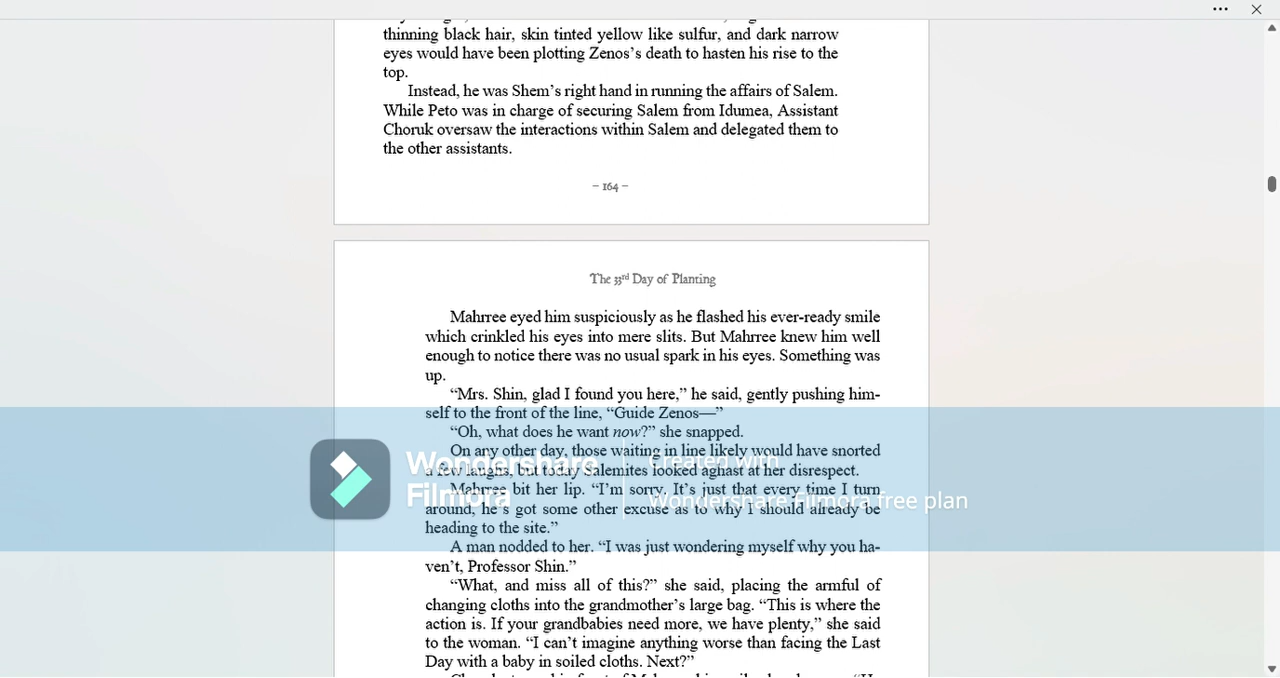 thinning black hair, skin tinted yellow like sulfur, and dark narrow
eyes would have been plotting Zenos’s death to hasten his rise to the
top.
Instead, he was Shem’s right hand in running the affairs of Salem.
While Peto was in charge of securing Salem from Idumea, Assistant
Choruk oversaw the interactions within Salem and delegated them to
the other assistants.
– 164 –
The 33rd Day of Planting
Mahrree eyed him suspiciously as he flashed his ever-ready smile
which crinkled his eyes into mere slits. But Mahrree knew him well
enough to notice there was no usual spark in his eyes. Something was
up.
“Mrs. Shin, glad I found you here,” he said, gently pushing him-
self to the front of the line, “Guide Zenos—”
“Oh, what does he want now?” she snapped.
On any other day, those waiting in line likely would have snorted
a few laughs, but today Salemites looked aghast at her disrespect.
Mahrree bit her lip. “I’m sorry. It’s just that every time I turn
around, he’s got some other excuse as to why I should already be
heading to the site.”
A man nodded to her. “I was just wondering myself why you ha-
ven’t, Professor Shin.”
“What, and miss all of this?” she said, placing the armful of
changing cloths into the grandmother’s large bag. “This is where the
action is. If your grandbabies need more, we have plenty,” she said
to the woman. “I can’t imagine anything worse than facing the Last
Day with a baby in soiled cloths. Next?”
Wondershare
Filmora
Created with
Wondershare Filmora free plan